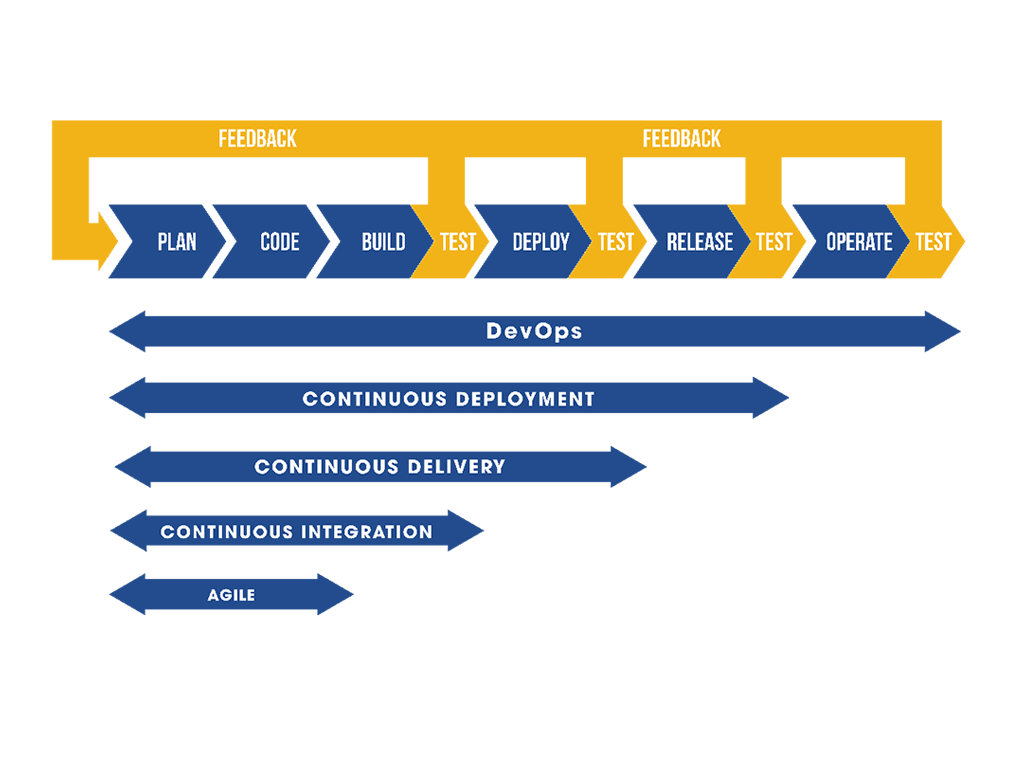 FEEDBACK FEEDBACK
PLAN CODE BUILD TEST DEPLOY TEST RELEASE TEST OPERATE TEST
DevOps
CONTINUOUS DEPLOYMENT
CONTINUOUS DELIVERY
CONTINUOUS INTEGRATION
AGILE